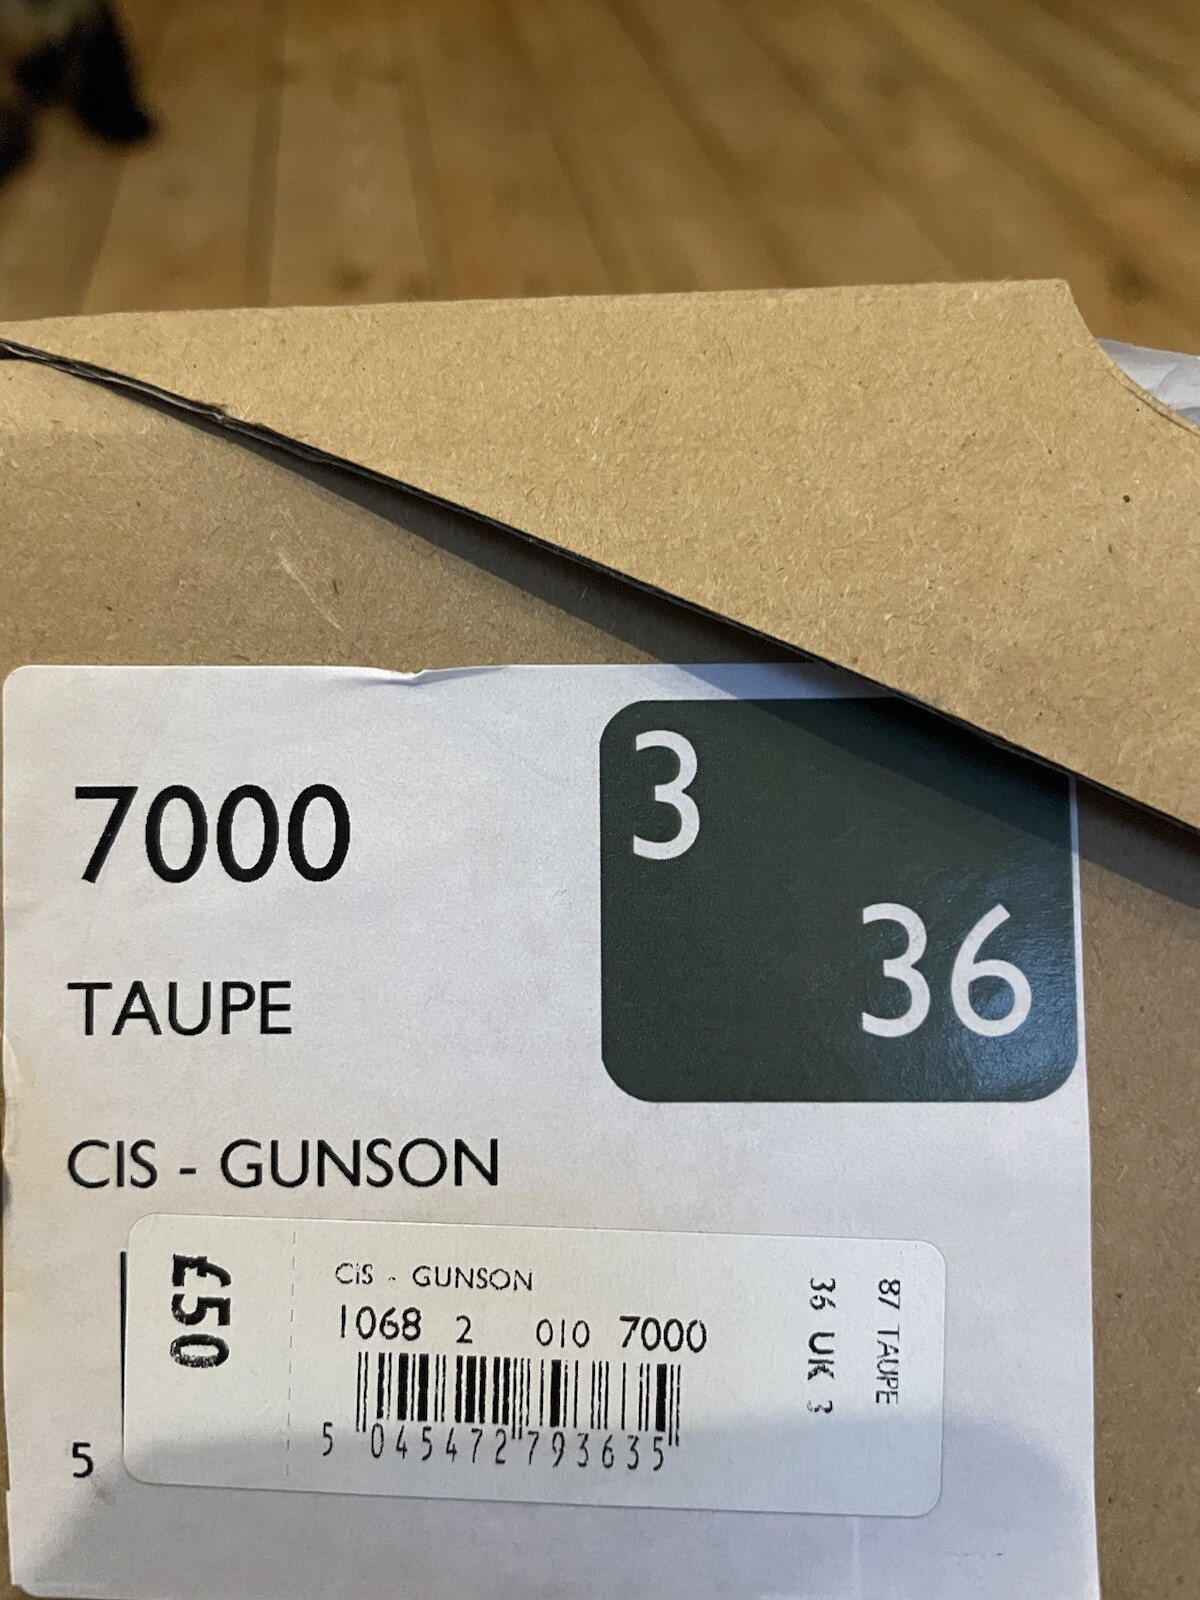 7000
3
36
TAUPE
CIS - GUNSON
£50
CIS - GUNSON
1068 2 010 7000
5 045472 793635
36 UK 3
87 TAUPE
5